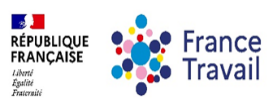 RÉPUBLIQUE
FRANÇAISE
Liberté
Égalité
Fraternité
France
Travail